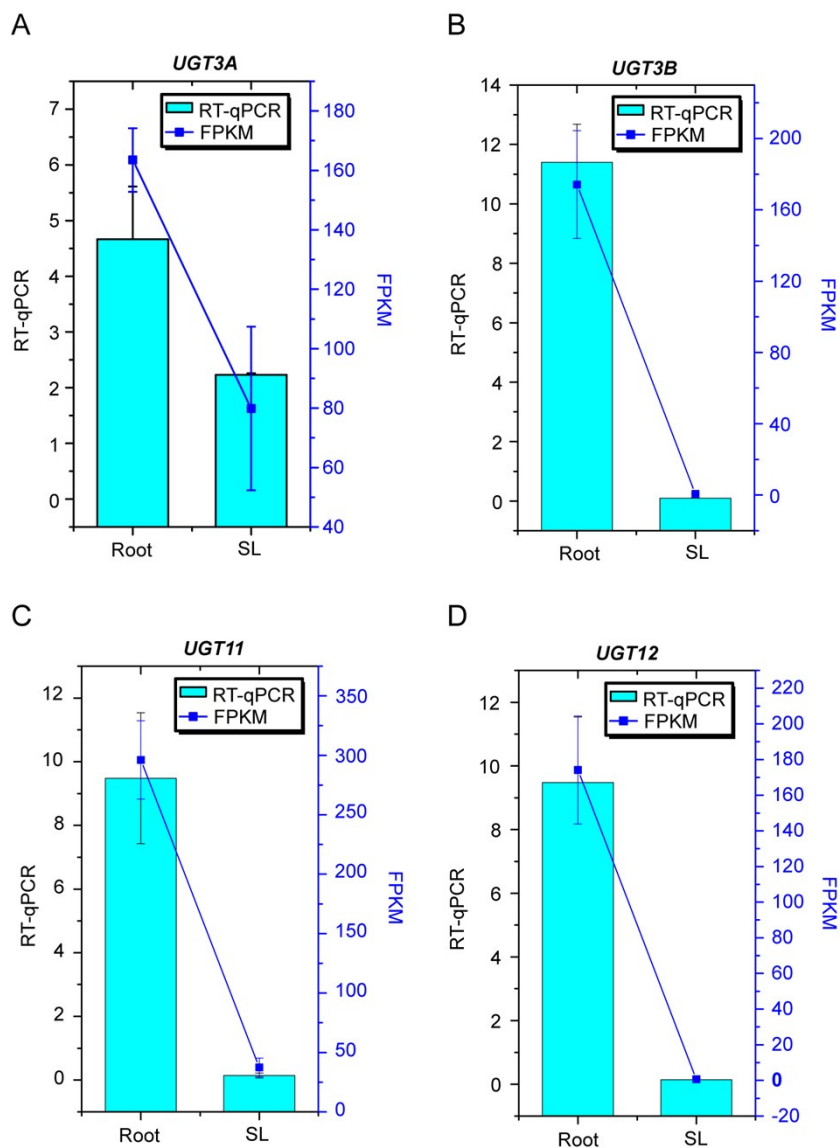 A
UGT3A
RT-qPCR
FPKM
7
6
5
4
3
2
1
0
RT-qPCR
180
160
140
120
100
80
60
40
FPKM
Root
SL
B
UGT3B
RT-qPCR
FPKM
14
12
10
8
6
4
2
0
RT-qPCR
200
160
120
80
40
0
FPKM
Root
SL
C
UGT11
RT-qPCR
FPKM
12
10
8
6
4
2
0
RT-qPCR
350
300
250
200
150
100
50
0
FPKM
Root
SL
D
UGT12
RT-qPCR
FPKM
12
10
8
6
4
2
0
RT-qPCR
220
200
180
160
140
120
100
80
60
40
20
0
-20
FPKM
Root
SL